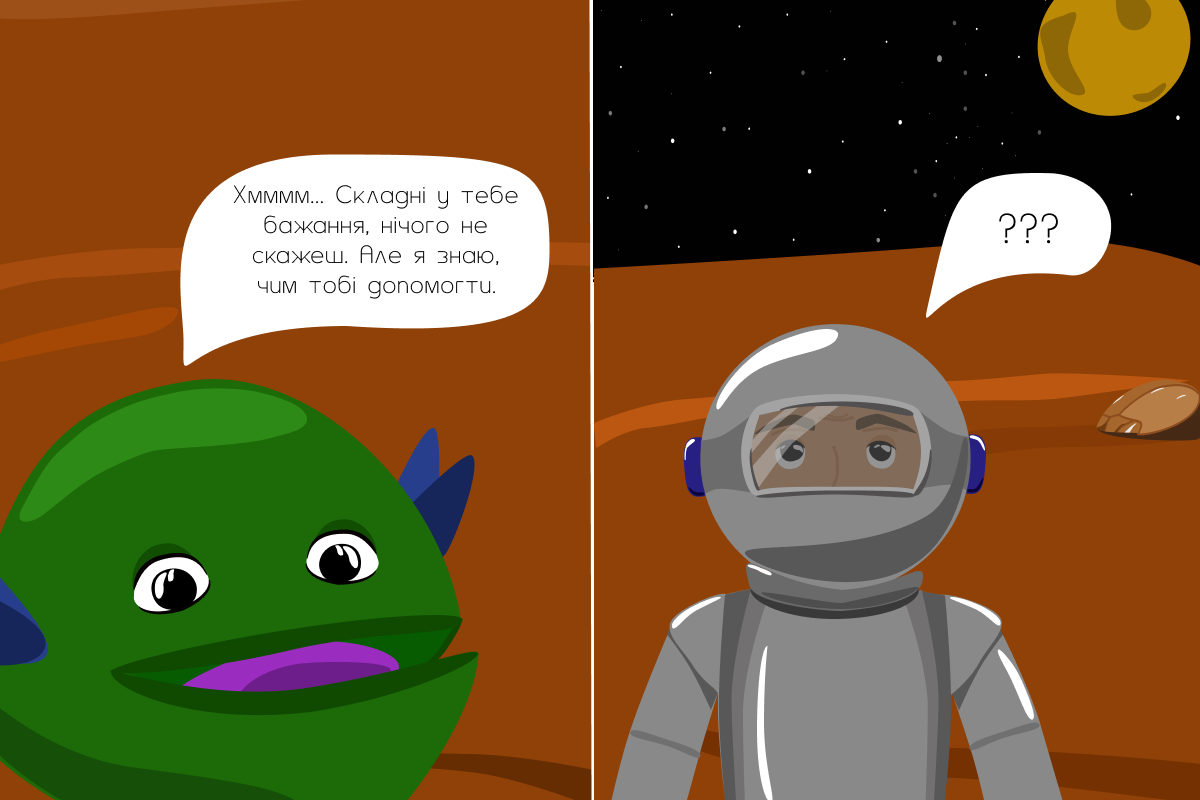 Хмммм... Складні у тебе
бажання, нічого не
скажеш. Але я знаю,
чим тобі допомогти.
???